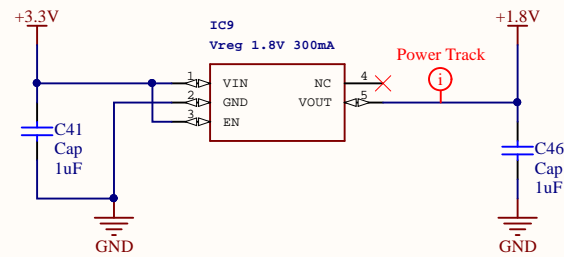 +3.3V
IC9
Vreg 1.8V 300mA
+1.8V
Power Track
i
1 VIN
NC 4
2 GND
VOUT 5
3 EN
C41
Cap
1uF
C46
Cap
1uF
GND
GND